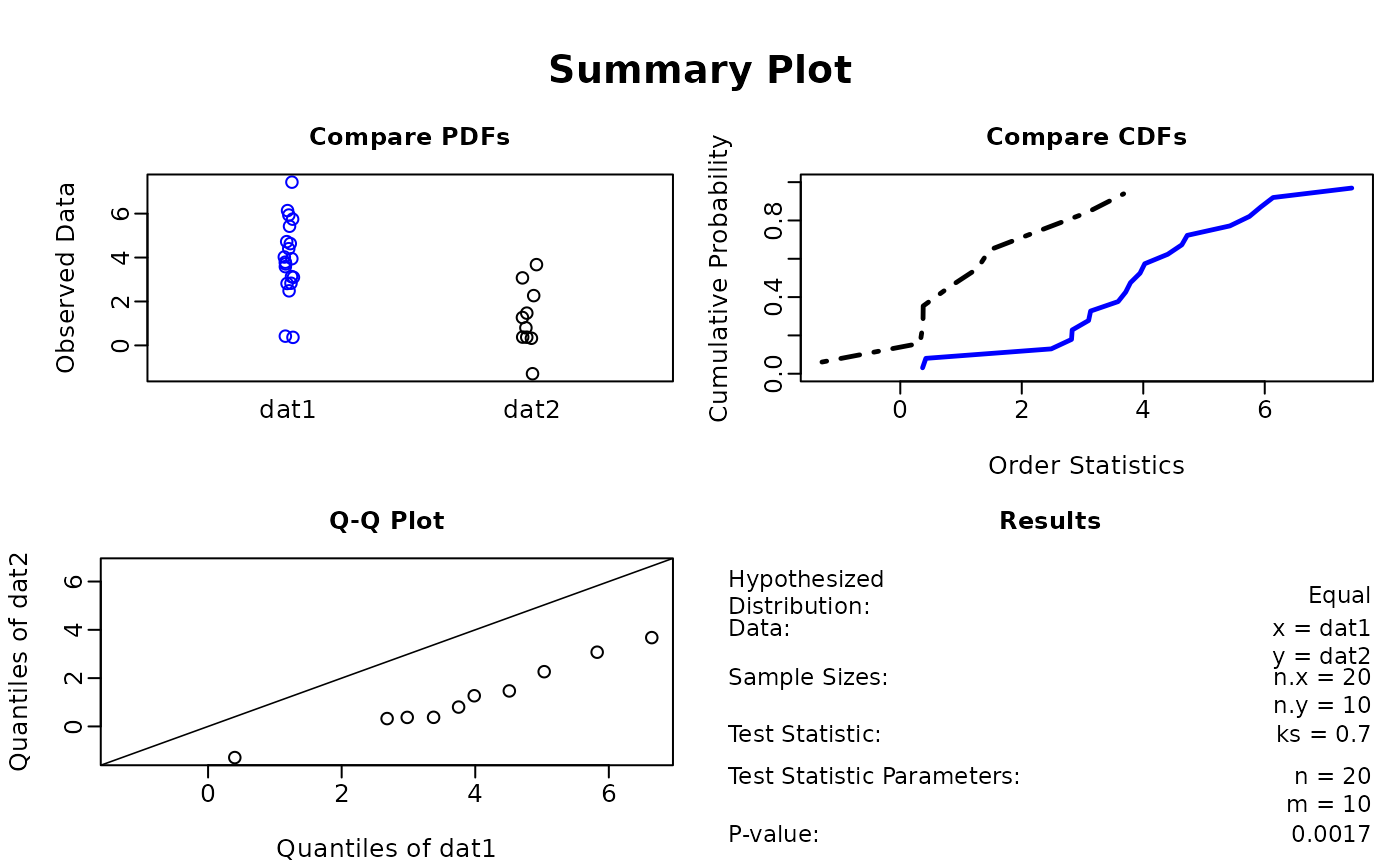 Summary Plot
Compare PDFs
Observed Data
0 2 4 6
dat1 dat2
Compare CDFs
Cumulative Probability
0.0 0.4 0.8
0 2 4 6
Order Statistics
Q-Q Plot
Quantiles of dat2
0 2 4 6
0 2 4 6
Quantiles of dat1
Results
Hypothesized
Distribution: Equal
Data: x = dat1
y = dat2
Sample Sizes: n.x = 20
n.y = 10
Test Statistic: ks = 0.7
Test Statistic Parameters: n = 20
m = 10
P-value: 0.0017